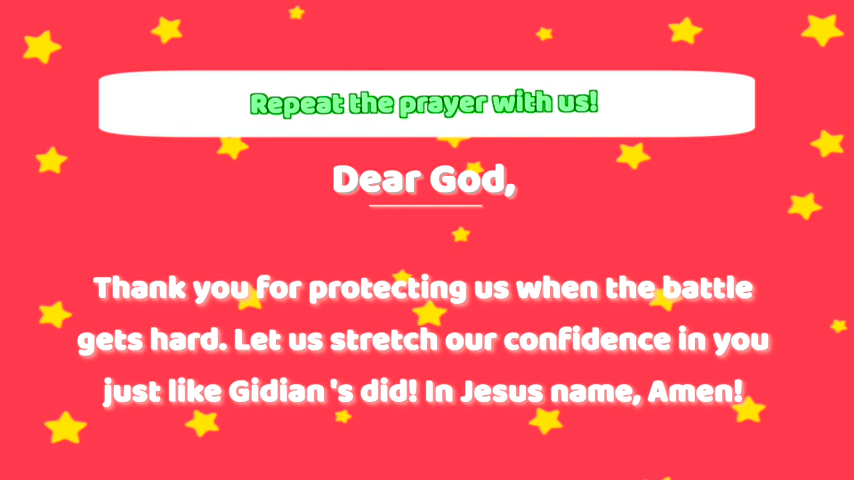 Repeat the prayer with us!
Dear God,
Thank you for protecting us when the battle
gets hard. Let us stretch our confidence in you
just like Gidian 's did! In Jesus name, Amen!